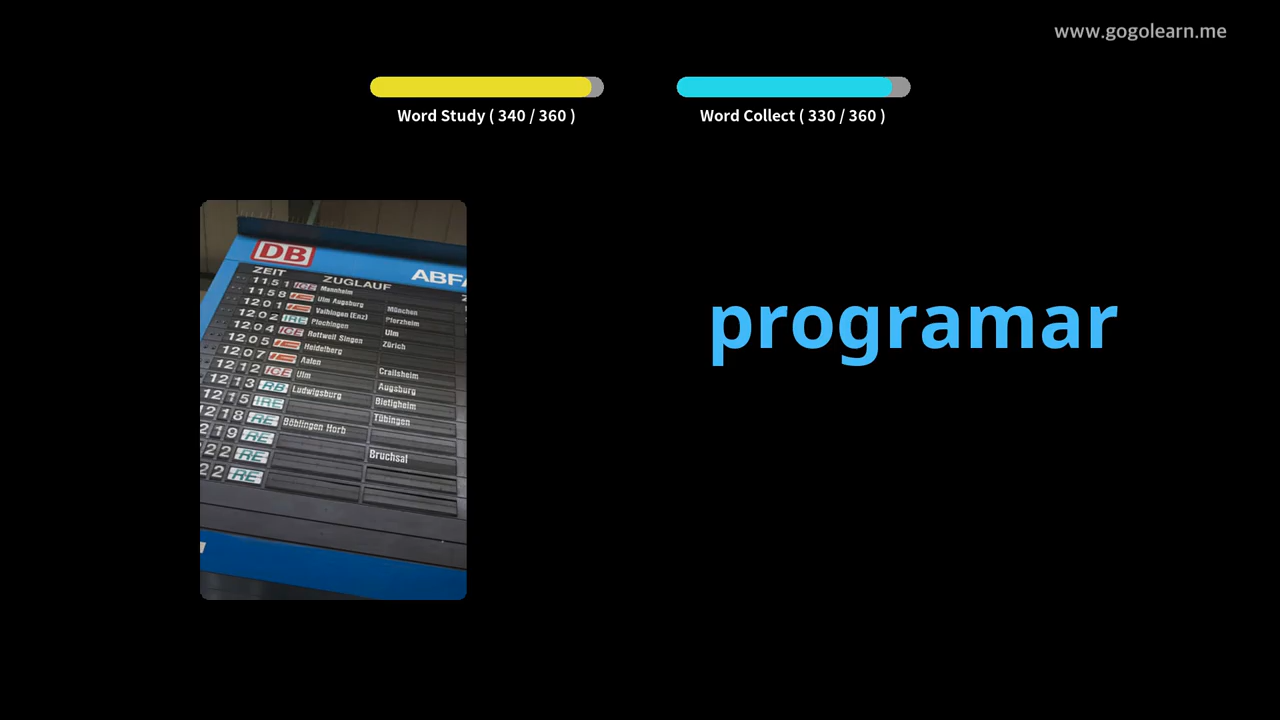 www.gogolearn.me
Word Study ( 340 / 360 )
Word Collect ( 330 / 360 )
programar
DB
ZEIT ZUGLAUF ABFA
1151 ICE Mannheim
1158 Ulm Augsburg München
1201 Vaihingen (Enz) Pforzheim
1202 IRE Plochingen Ulm
1204 ICE Rottweil Singen Zürich
1205 Heidelberg
1207 Aalen Crailsheim
1212 ICE Ulm Augsburg
1213 RB Ludwigsburg Bietigheim
1215 IRE Tübingen
1218 RE Böblingen Horb
219 RE Bruchsal
22 RE
22 RE